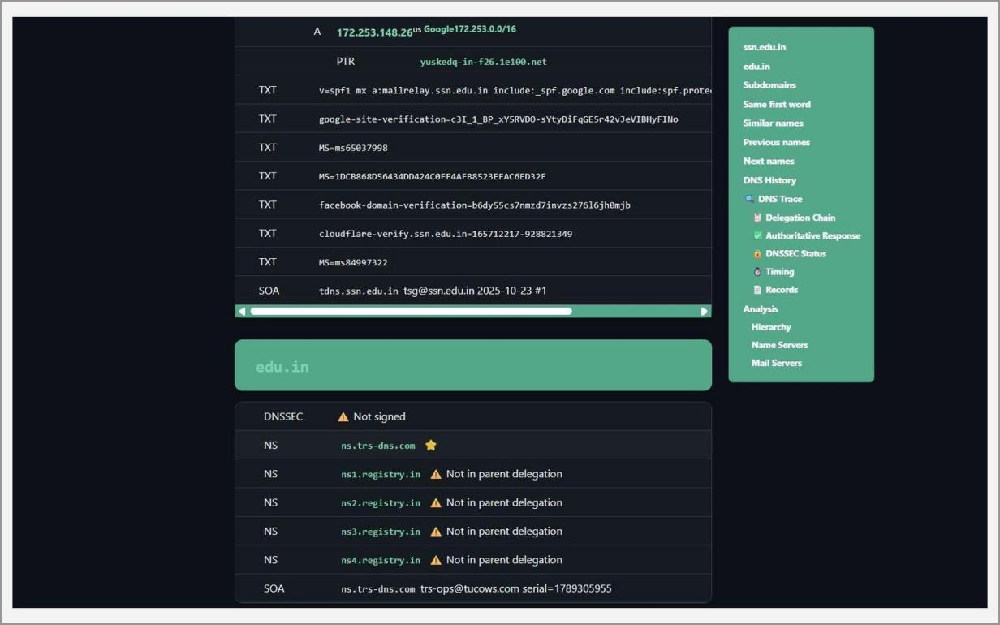 A 172.253.148.26 us Google172.253.0.0/16
PTR yuskedq-in-f26.1e100.net
TXT v=spf1 mx a:mailrelay.ssn.edu.in include:_spf.google.com include:spf.prote
TXT google-site-verification=c3I_1_BP_xY5RVDO-sYtyDiFqGE5r42vJeVIBHyFINo
TXT MS=ms65037998
TXT MS=1DCB868D56434DD424C0FF4AFB8523EFAC6ED32F
TXT facebook-domain-verification=b6dy55cs7nmzd7invzs276l6jh0mjb
TXT cloudflare-verify.ssn.edu.in=165712217-928821349
TXT MS=ms84997322
SOA tdns.ssn.edu.in tsg@ssn.edu.in 2025-10-23 #1
edu.in
DNSSEC Not signed
NS ns.trs-dns.com
NS ns1.registry.in Not in parent delegation
NS ns2.registry.in Not in parent delegation
NS ns3.registry.in Not in parent delegation
NS ns4.registry.in Not in parent delegation
SOA ns.trs-dns.com trs-ops@tucows.com serial=1789305955
ssn.edu.in
edu.in
Subdomains
Same first word
Similar names
Previous names
Next names
DNS History
DNS Trace
Delegation Chain
Authoritative Response
DNSSEC Status
Timing
Records
Analysis
Hierarchy
Name Servers
Mail Servers